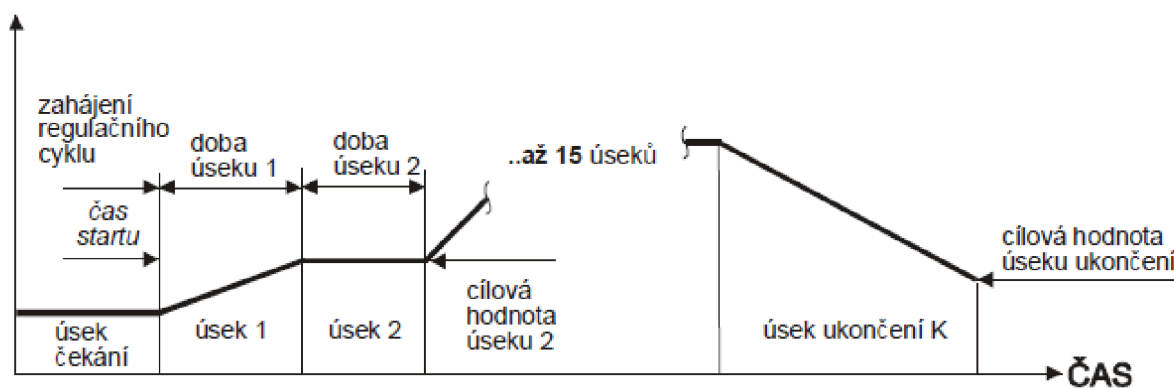 zahájení
regulačního
cyklu
čas
startu
doba
úseku 1
doba
úseku 2
..až 15 úseků
cílová hodnota
úseku ukončení
cílová
hodnota
úseku 2
úsek
čekání
úsek 1
úsek 2
úsek ukončení K
ČAS